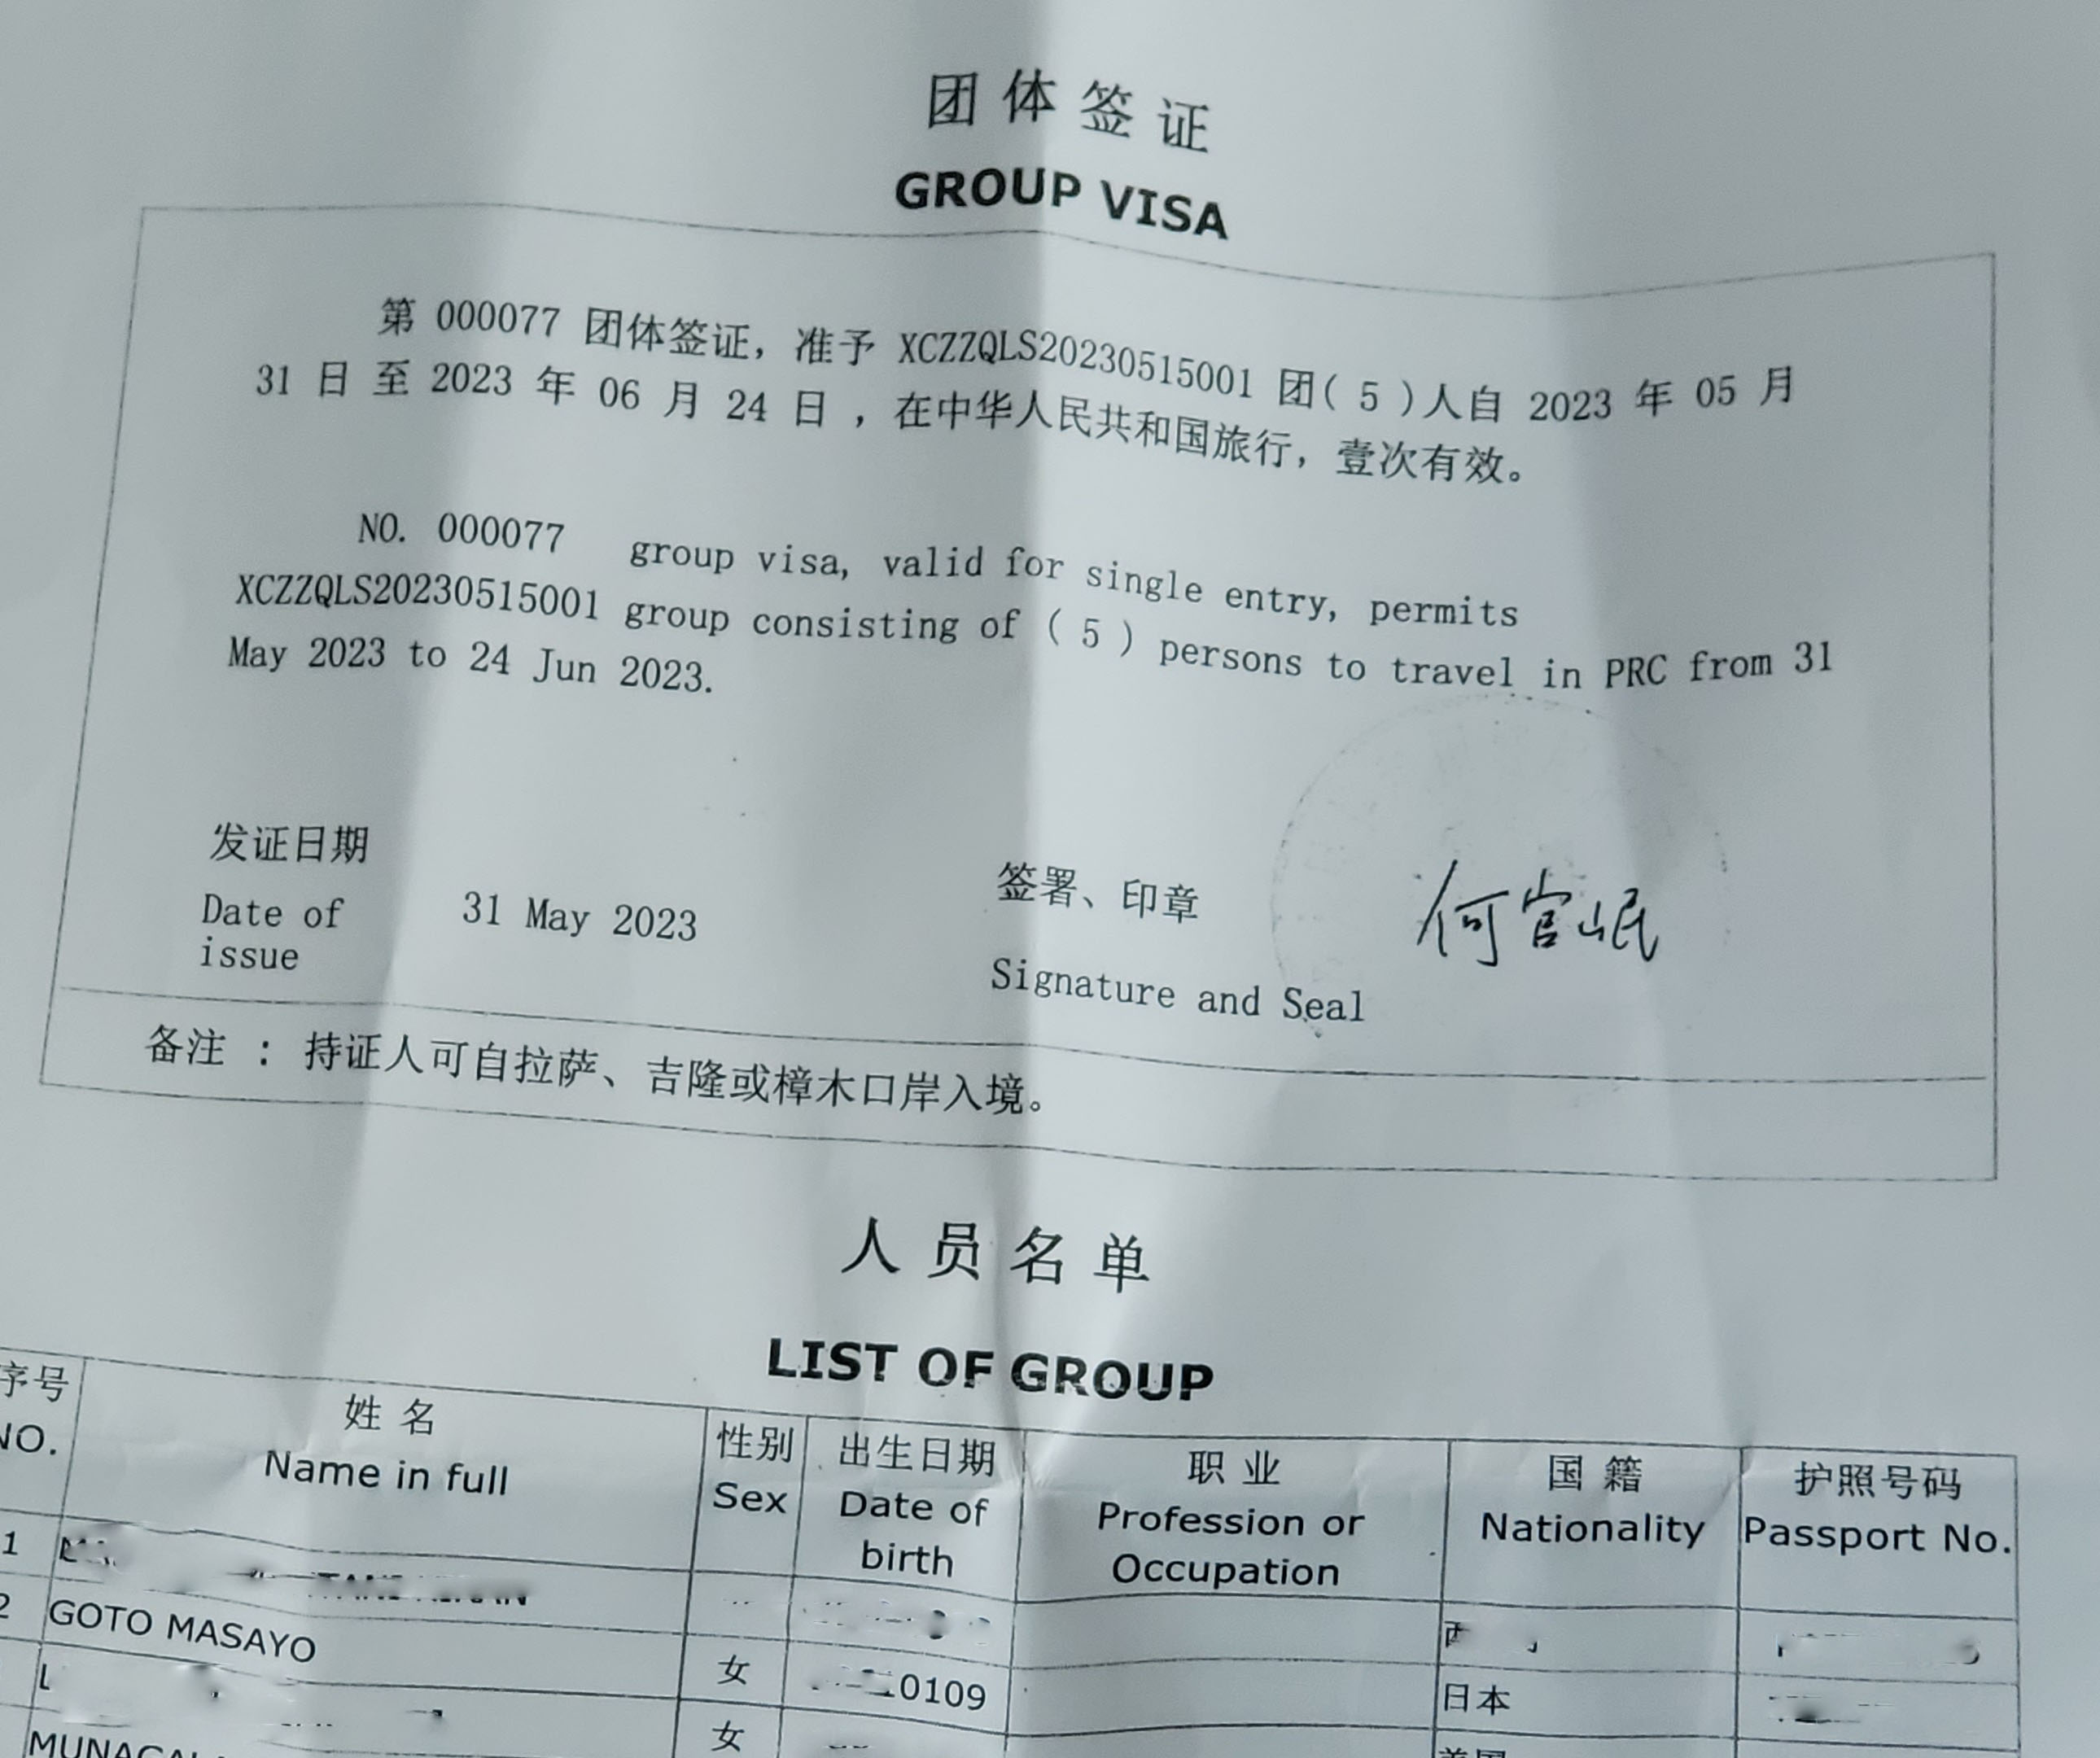 团体签证
GROUP VISA
第 000077 团体签证，准予 XCZZQLS20230515001 团( 5 )人自 2023 年 05 月
31 日 至 2023 年 06 月 24 日 ，在中华人民共和国旅行，壹次有效。
NO. 000077 group visa, valid for single entry, permits
XCZZQLS20230515001 group consisting of ( 5 ) persons to travel in PRC from 31
May 2023 to 24 Jun 2023.
发证日期
Date of
issue
31 May 2023
签署、印章
Signature and Seal
何官岷
备注 ： 持证人可自拉萨、吉隆或樟木口岸入境。
人员名单
LIST OF GROUP
序号
NO.
姓 名
Name in full
性别
Sex
出生日期
Date of
birth
职 业
Profession or
Occupation
国 籍
Nationality
护照号码
Passport No.
1
2 GOTO MASAYO 女 0109 日本
女 美国